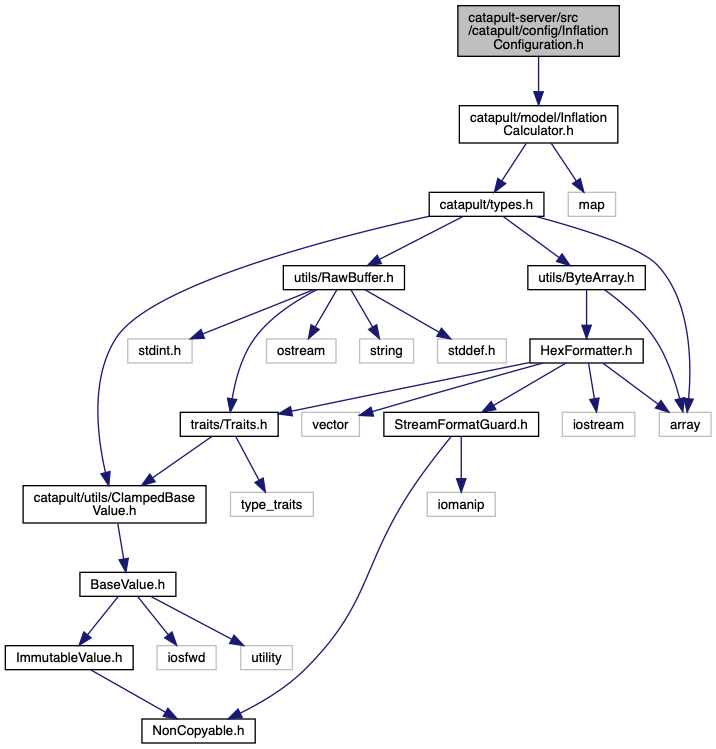 catapult-server/src
/catapult/config/Inflation
Configuration.h
catapult/model/Inflation
Calculator.h
catapult/types.h
map
utils/RawBuffer.h
utils/ByteArray.h
stdint.h
ostream
string
stddef.h
HexFormatter.h
traits/Traits.h
vector
StreamFormatGuard.h
iostream
array
catapult/utils/ClampedBase
Value.h
type_traits
iomanip
BaseValue.h
ImmutableValue.h
iosfwd
utility
NonCopyable.h